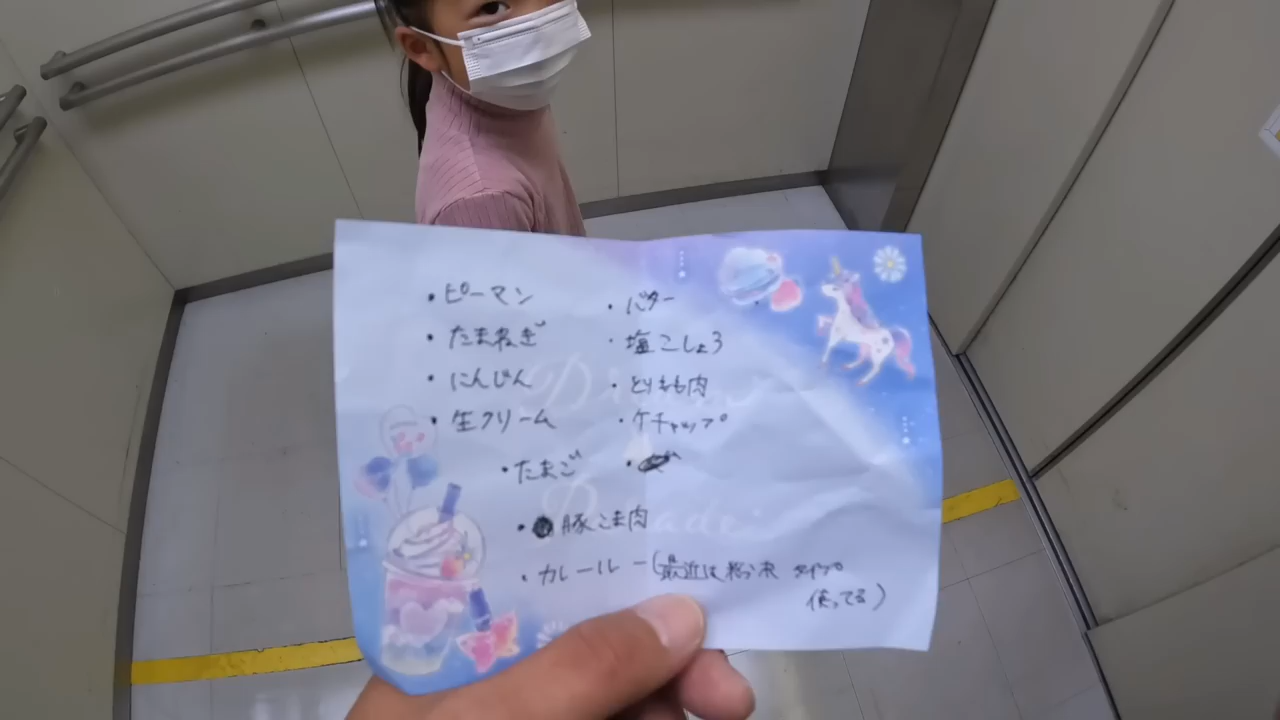 ・ピーマン ・バター
・たまねぎ ・塩こしょう
・にんじん ・とりもも肉
・生クリーム ・ケチャップ
・たまご
・豚こま肉
・カレールー(最近は粉末タイプ
使ってる)